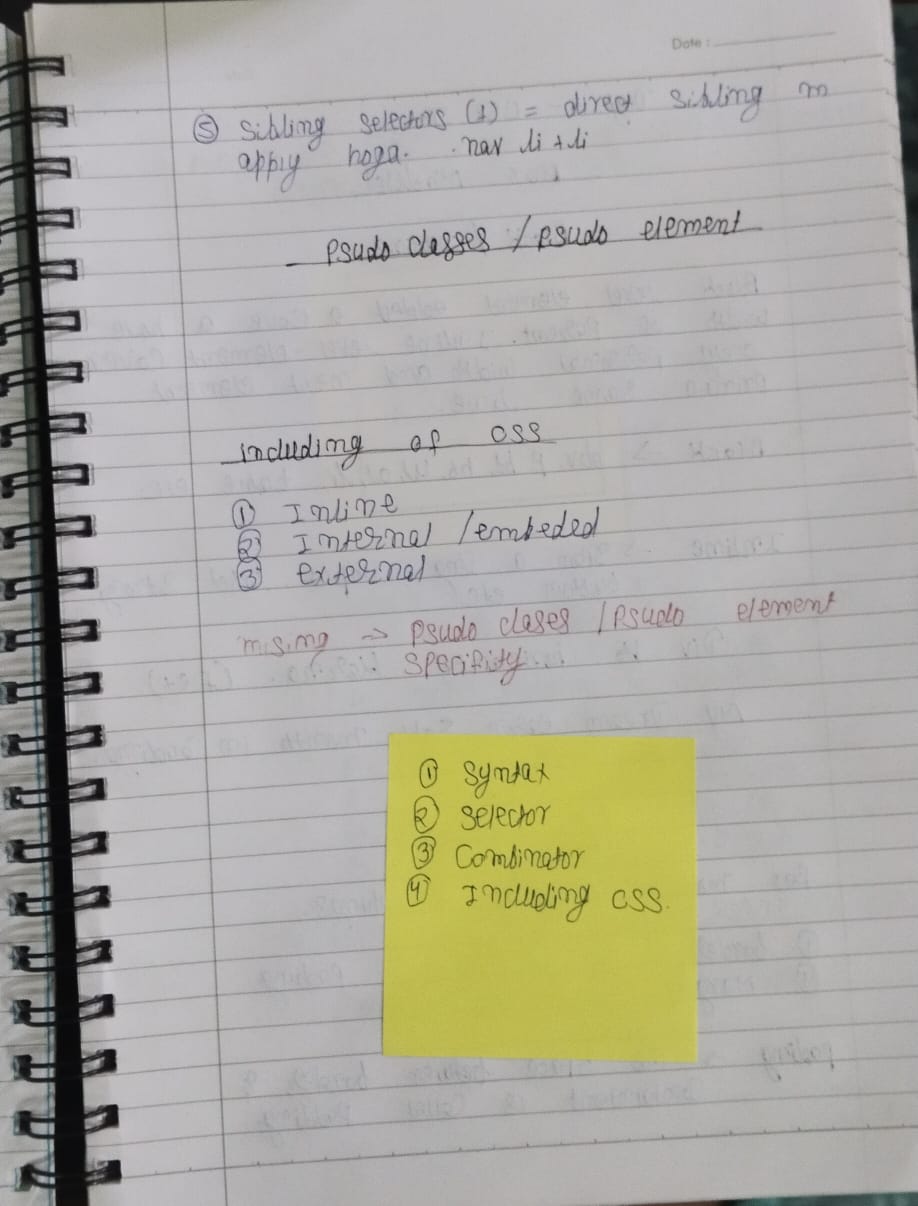 Date :
⑤ Sibling Selectors (+) = direct sibling m
apply hoga. .nav li + li
Psudo classes / psudo element
including of CSS
① Inline
② Internal / embeded
③ external
missing → psudo clases / psudo element
specifity
① Syntax
② Selector
③ Combinator
④ Including CSS.